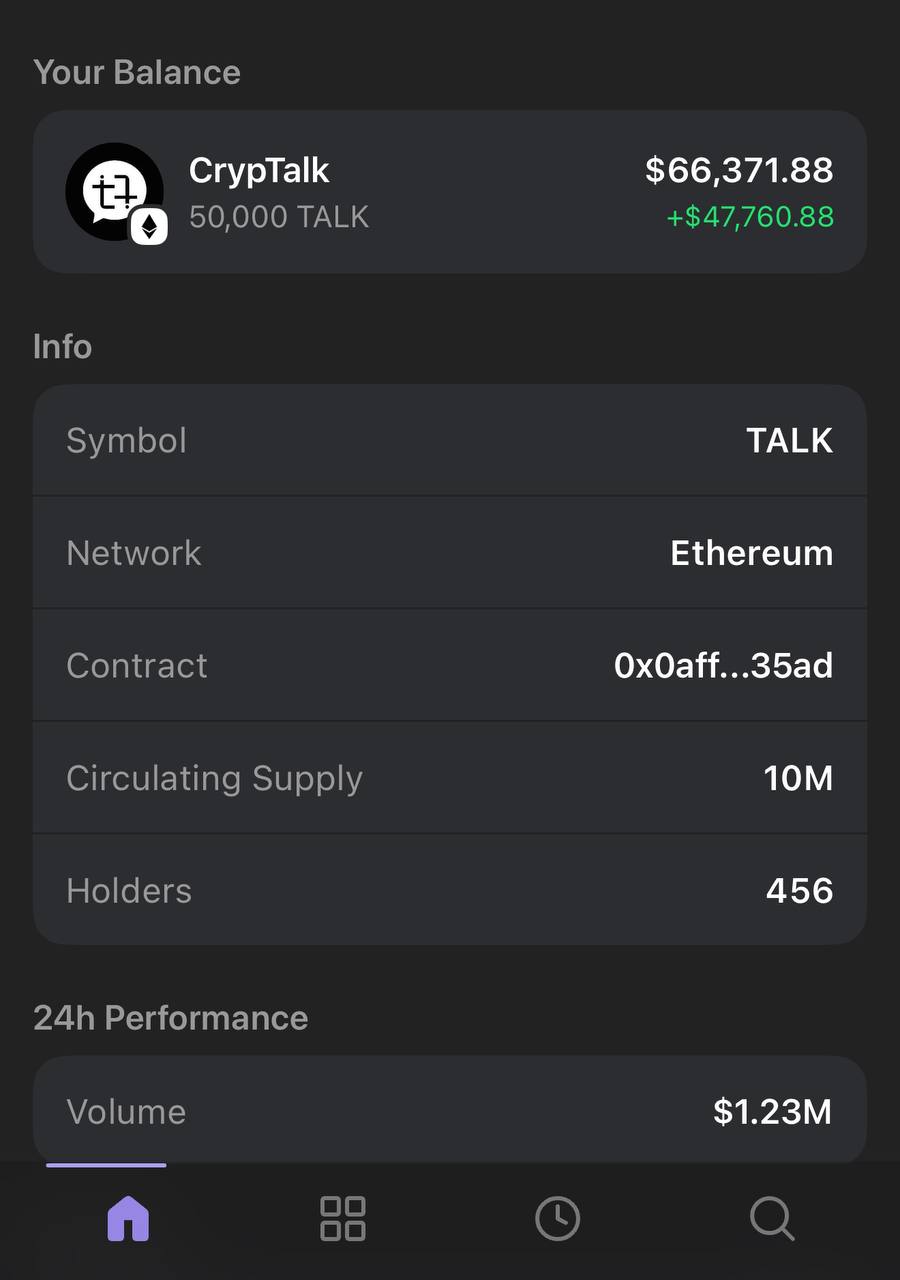 Your Balance
CrypTalk
$66,371.88
50,000 TALK
+$47,760.88
Info
Symbol
TALK
Network
Ethereum
Contract
0x0aff...35ad
Circulating Supply
10M
Holders
456
24h Performance
Volume
$1.23M